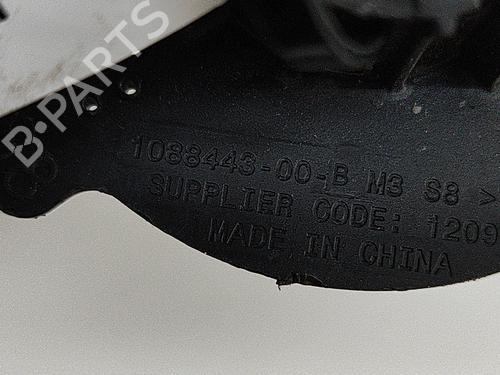 B-PARTS
1088443-00-B M3 S8 >
SUPPLIER CODE: 1209
MADE IN CHINA